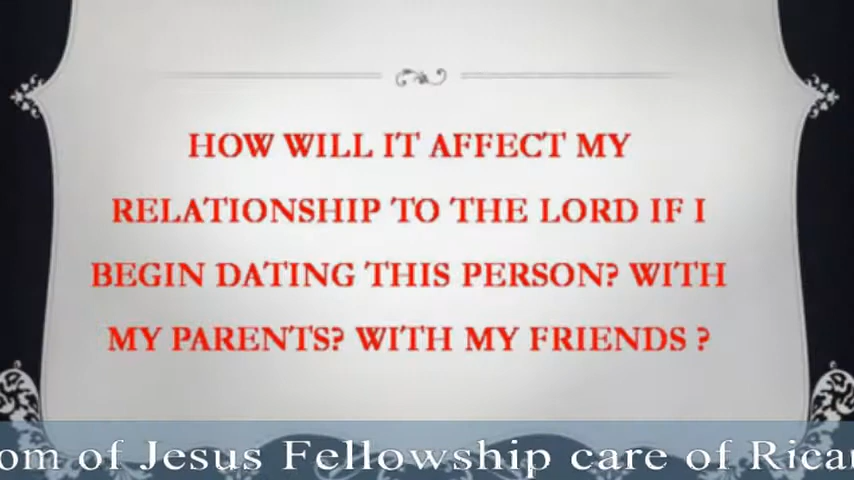 HOW WILL IT AFFECT MY
RELATIONSHIP TO THE LORD IF I
BEGIN DATING THIS PERSON? WITH
MY PARENTS? WITH MY FRIENDS ?
of Jesus Fellowship care of